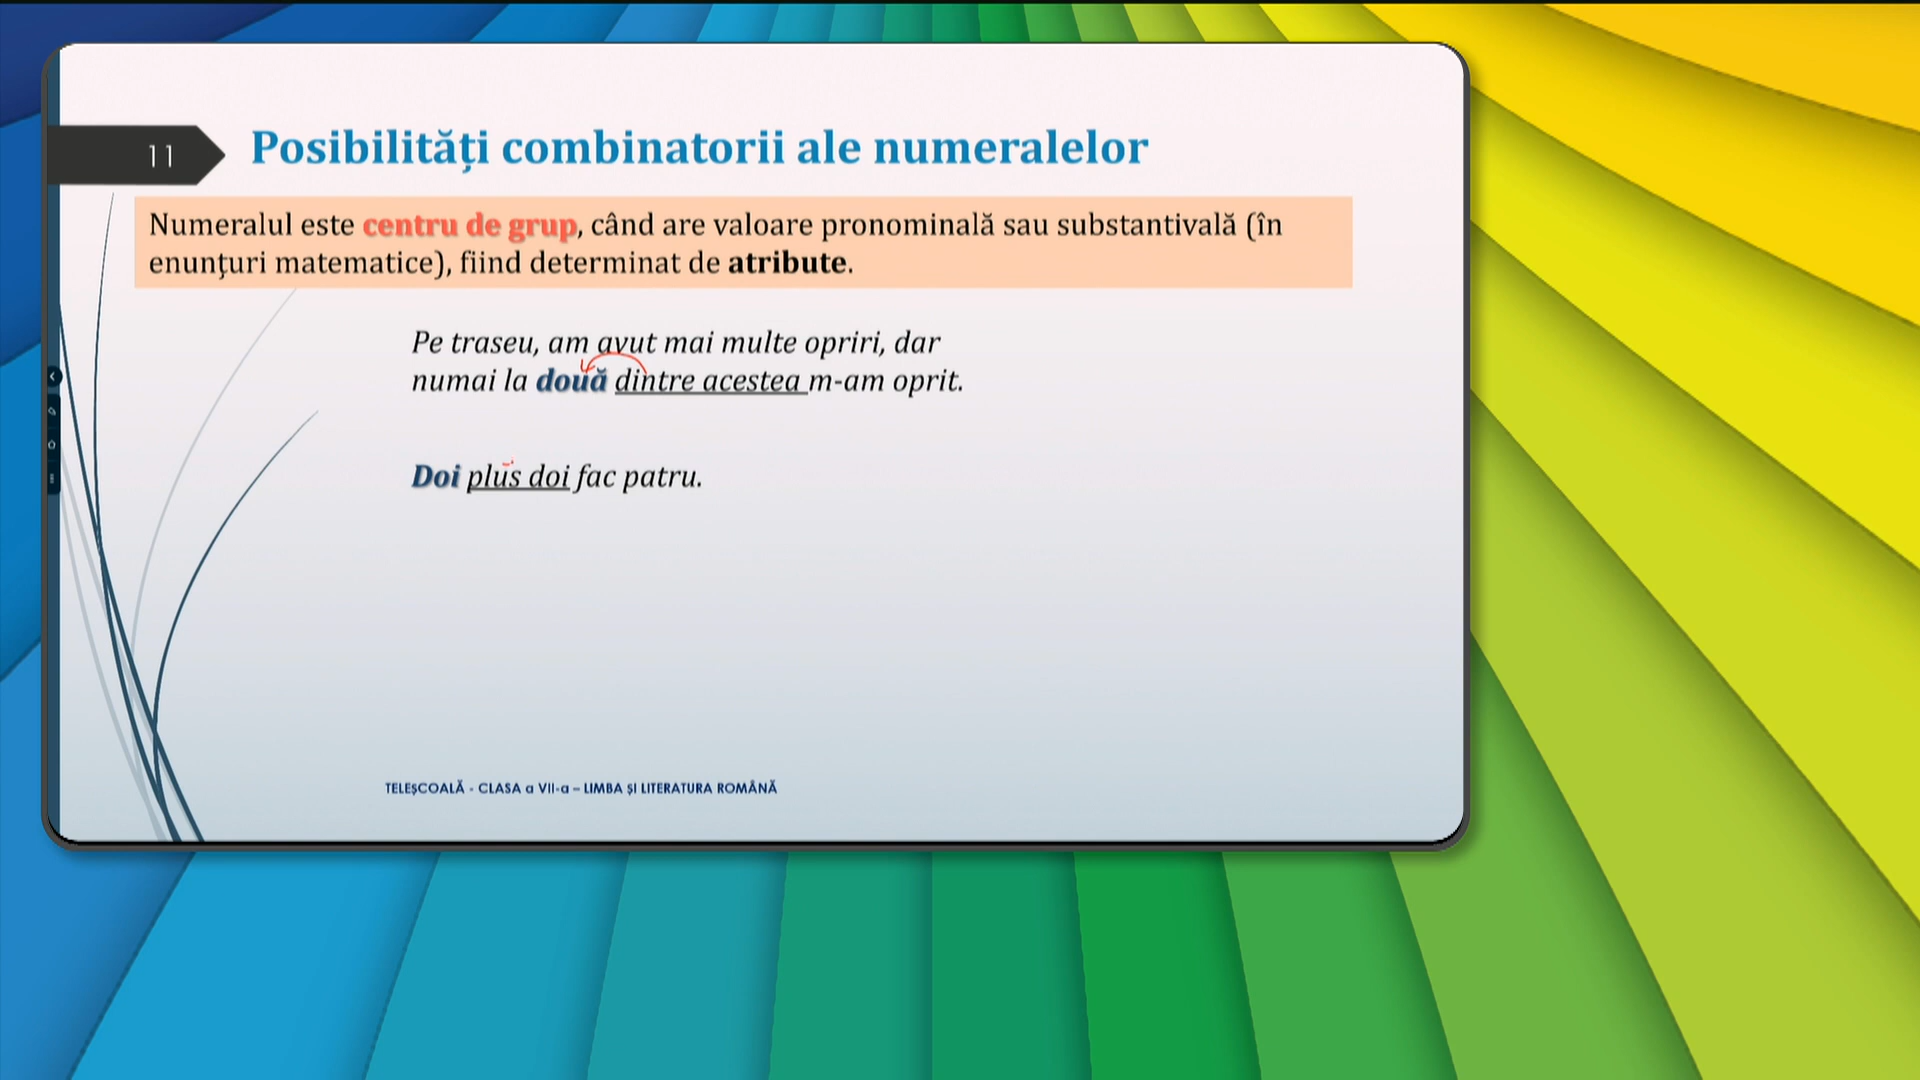 11
Posibilități combinatorii ale numeralelor
Numeralul este centru de grup, când are valoare pronominală sau substantivală (în
enunțuri matematice), fiind determinat de atribute.
Pe traseu, am avut mai multe opriri, dar
numai la două dintre acestea m-am oprit.
Doi plus doi fac patru.
TELEȘCOALĂ - CLASA a VII-a – LIMBA ȘI LITERATURA ROMÂNĂ